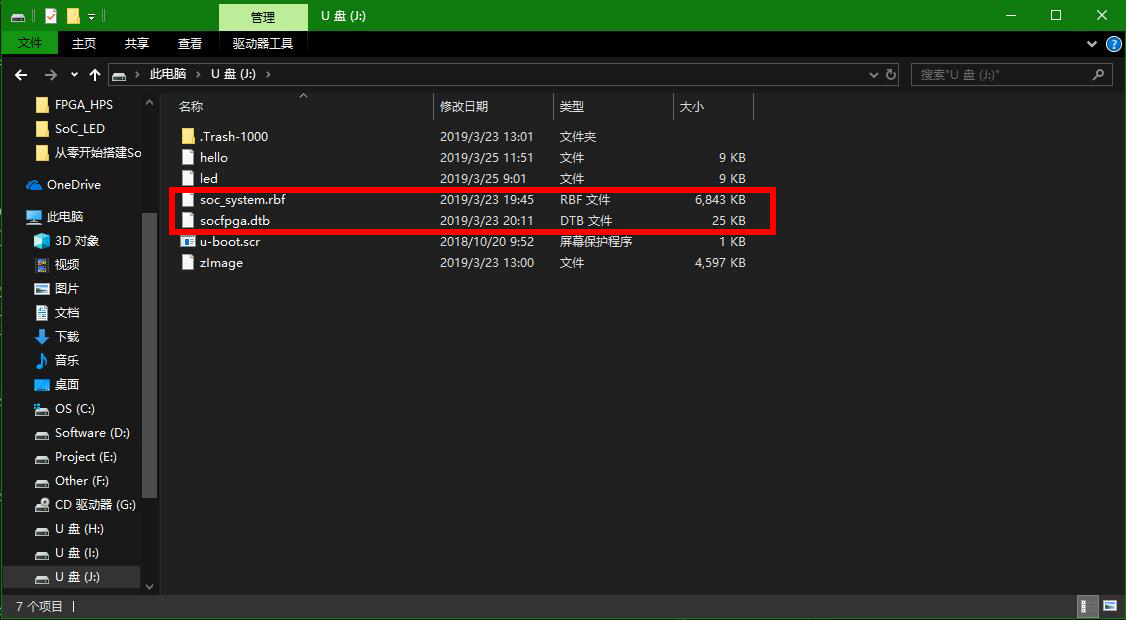 管理
U 盘 (J:)
文件 主页 共享 查看 驱动器工具
此电脑 U 盘 (J:) 搜索"U 盘 (J:)"
FPGA_HPS
SoC_LED
从零开始搭建So
OneDrive
此电脑
3D 对象
视频
图片
文档
下载
音乐
桌面
OS (C:)
Software (D:)
Project (E:)
Other (F:)
CD 驱动器 (G:)
U 盘 (H:)
U 盘 (I:)
U 盘 (J:)
名称 修改日期 类型 大小
.Trash-1000 2019/3/23 13:01 文件夹
hello 2019/3/25 11:51 文件 9 KB
led 2019/3/25 9:01 文件 9 KB
soc_system.rbf 2019/3/23 19:45 RBF 文件 6,843 KB
socfpga.dtb 2019/3/23 20:11 DTB 文件 25 KB
u-boot.scr 2018/10/20 9:52 屏幕保护程序 1 KB
zImage 2019/3/23 13:00 文件 4,597 KB
7 个项目